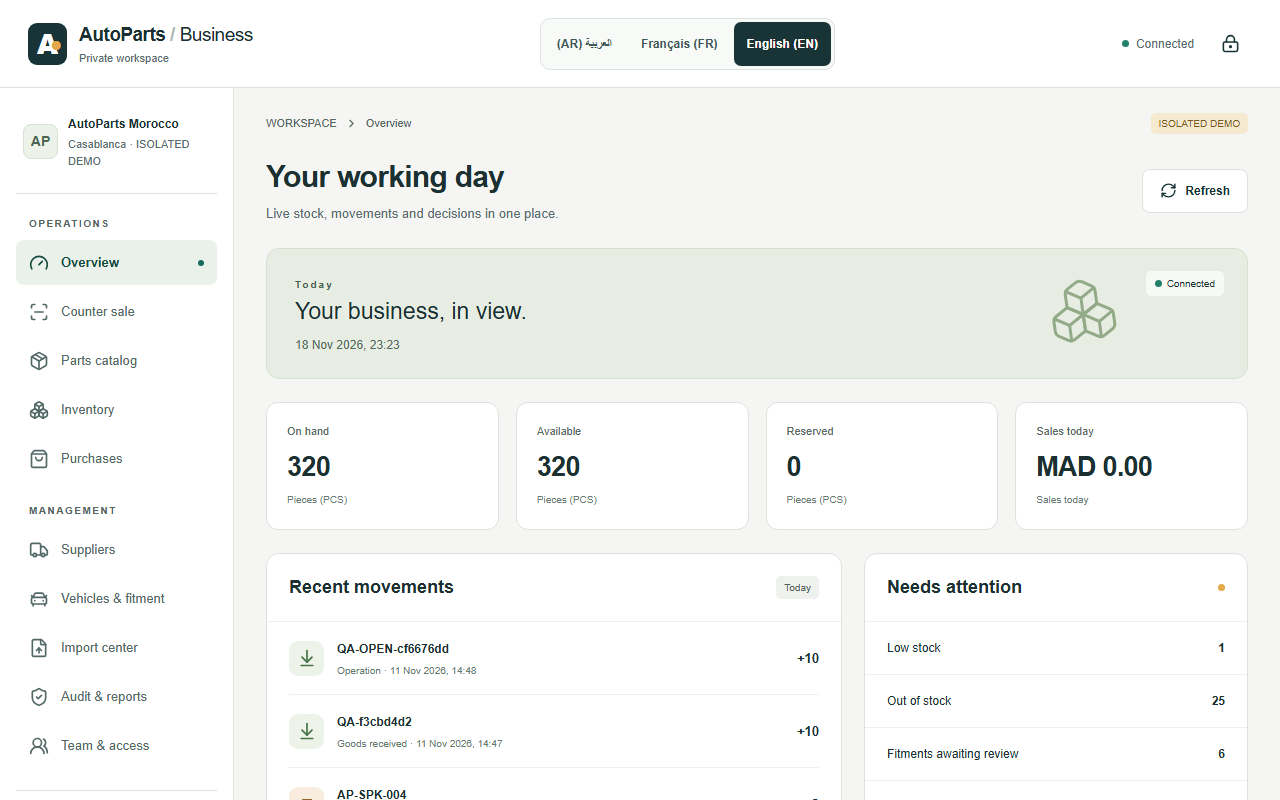 AutoParts / Business
Private workspace
العربية (AR)
Français (FR)
English (EN)
Connected
AP
AutoParts Morocco
Casablanca · ISOLATED
DEMO
OPERATIONS
Overview
Counter sale
Parts catalog
Inventory
Purchases
MANAGEMENT
Suppliers
Vehicles & fitment
Import center
Audit & reports
Team & access
WORKSPACE > Overview
ISOLATED DEMO
Your working day
Live stock, movements and decisions in one place.
Refresh
Today
Your business, in view.
18 Nov 2026, 23:23
Connected
On hand
320
Pieces (PCS)
Available
320
Pieces (PCS)
Reserved
0
Pieces (PCS)
Sales today
MAD 0.00
Sales today
Recent movements
Today
QA-OPEN-cf6676dd
Operation · 11 Nov 2026, 14:48
+10
QA-f3cbd4d2
Goods received · 11 Nov 2026, 14:47
+10
AP-SPK-004
Needs attention
Low stock
1
Out of stock
25
Fitments awaiting review
6